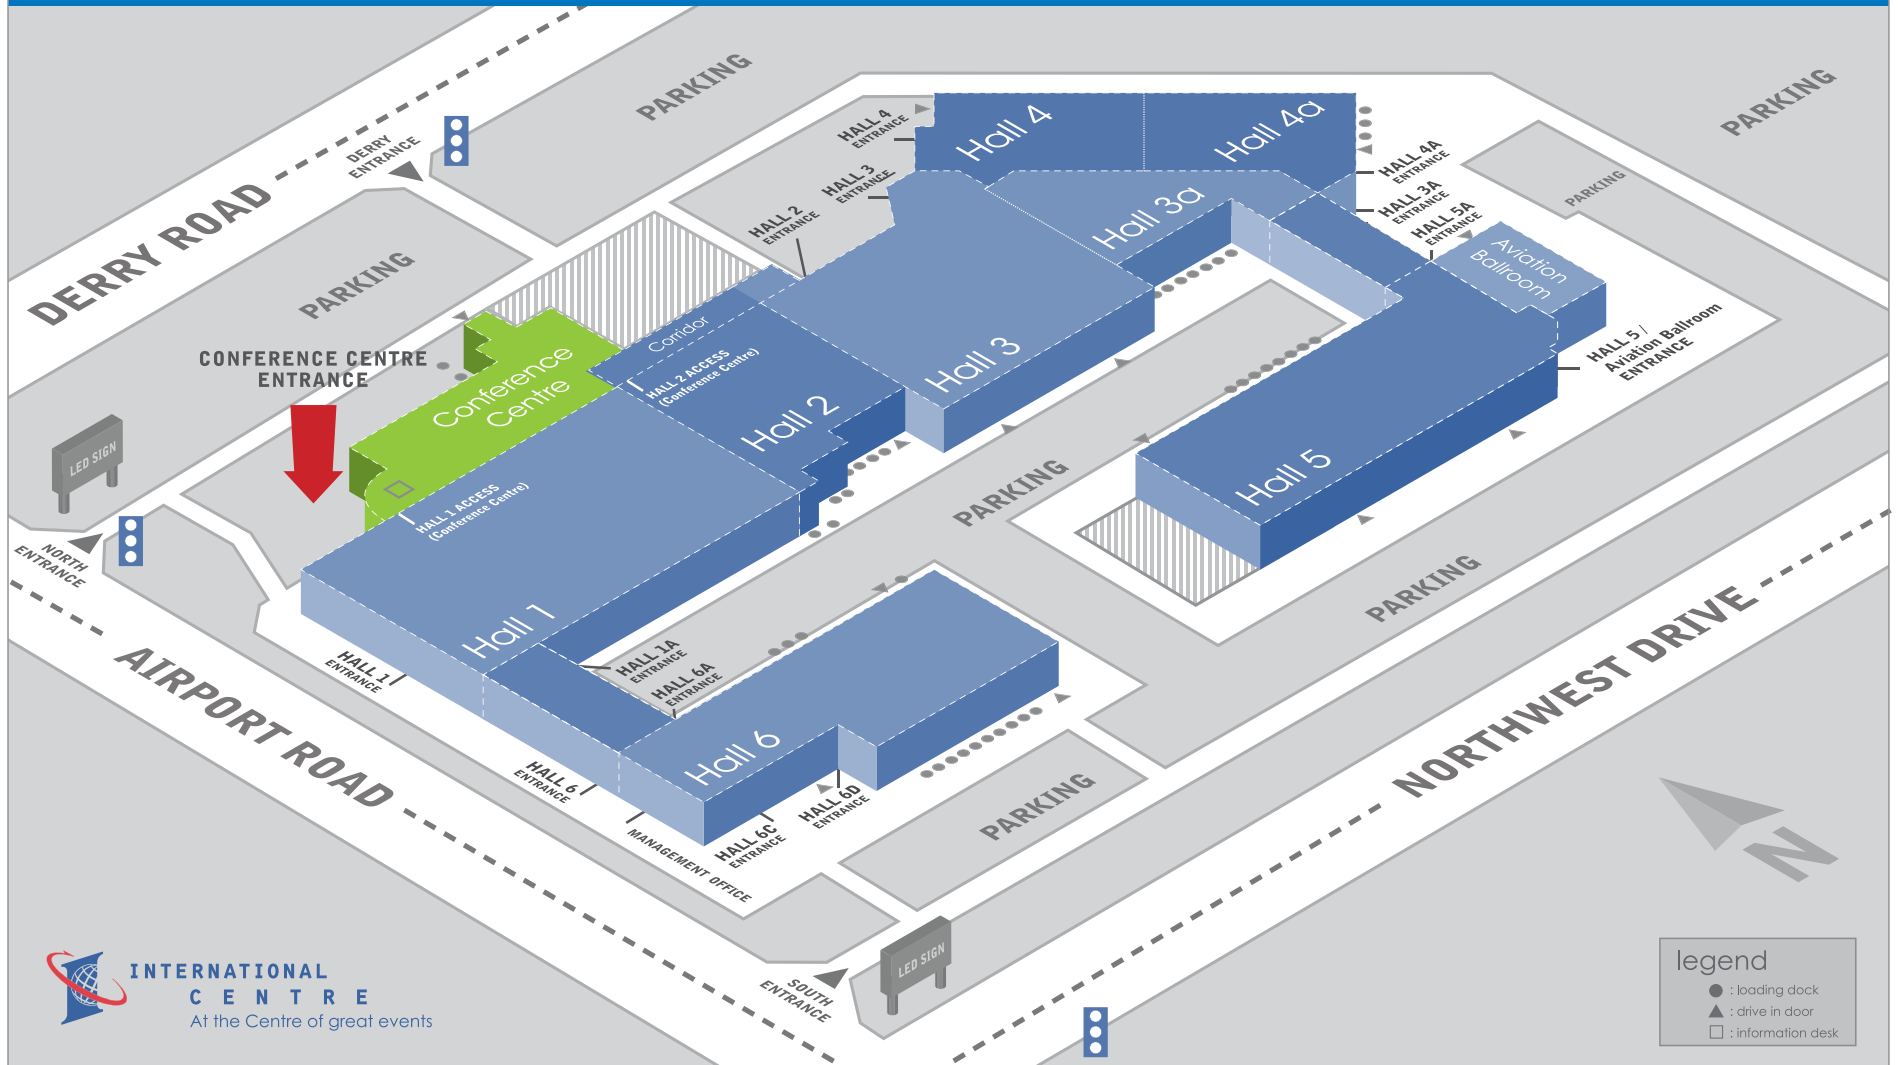 PARKING
PARKING
PARKING
DERRY
ENTRANCE
HALL 4
ENTRANCE
Hall 4
Hall 4a
HALL 4A
ENTRANCE
HALL 3
ENTRANCE
HALL 3A
ENTRANCE
HALL 2
ENTRANCE
Hall 3a
HALL 5A
ENTRANCE
Aviation
Ballroom
DERRY ROAD
PARKING
CONFERENCE CENTRE
ENTRANCE
Conference
Centre
Corridor
HALL 2 ACCESS
(Conference Centre)
Hall 3
Hall 2
HALL 5 /
Aviation Ballroom
ENTRANCE
LED SIGN
HALL 1 ACCESS
(Conference Centre)
PARKING
Hall 5
NORTH
ENTRANCE
Hall 1
HALL 1
ENTRANCE
HALL 1A
ENTRANCE
HALL 6A
ENTRANCE
PARKING
AIRPORT ROAD
Hall 6
HALL 6
ENTRANCE
MANAGEMENT OFFICE
HALL 6C
ENTRANCE
HALL 6D
ENTRANCE
PARKING
NORTHWEST DRIVE
N
LED SIGN
SOUTH
ENTRANCE
INTERNATIONAL
CENTRE
At the Centre of great events
legend
: loading dock
: drive in door
: information desk